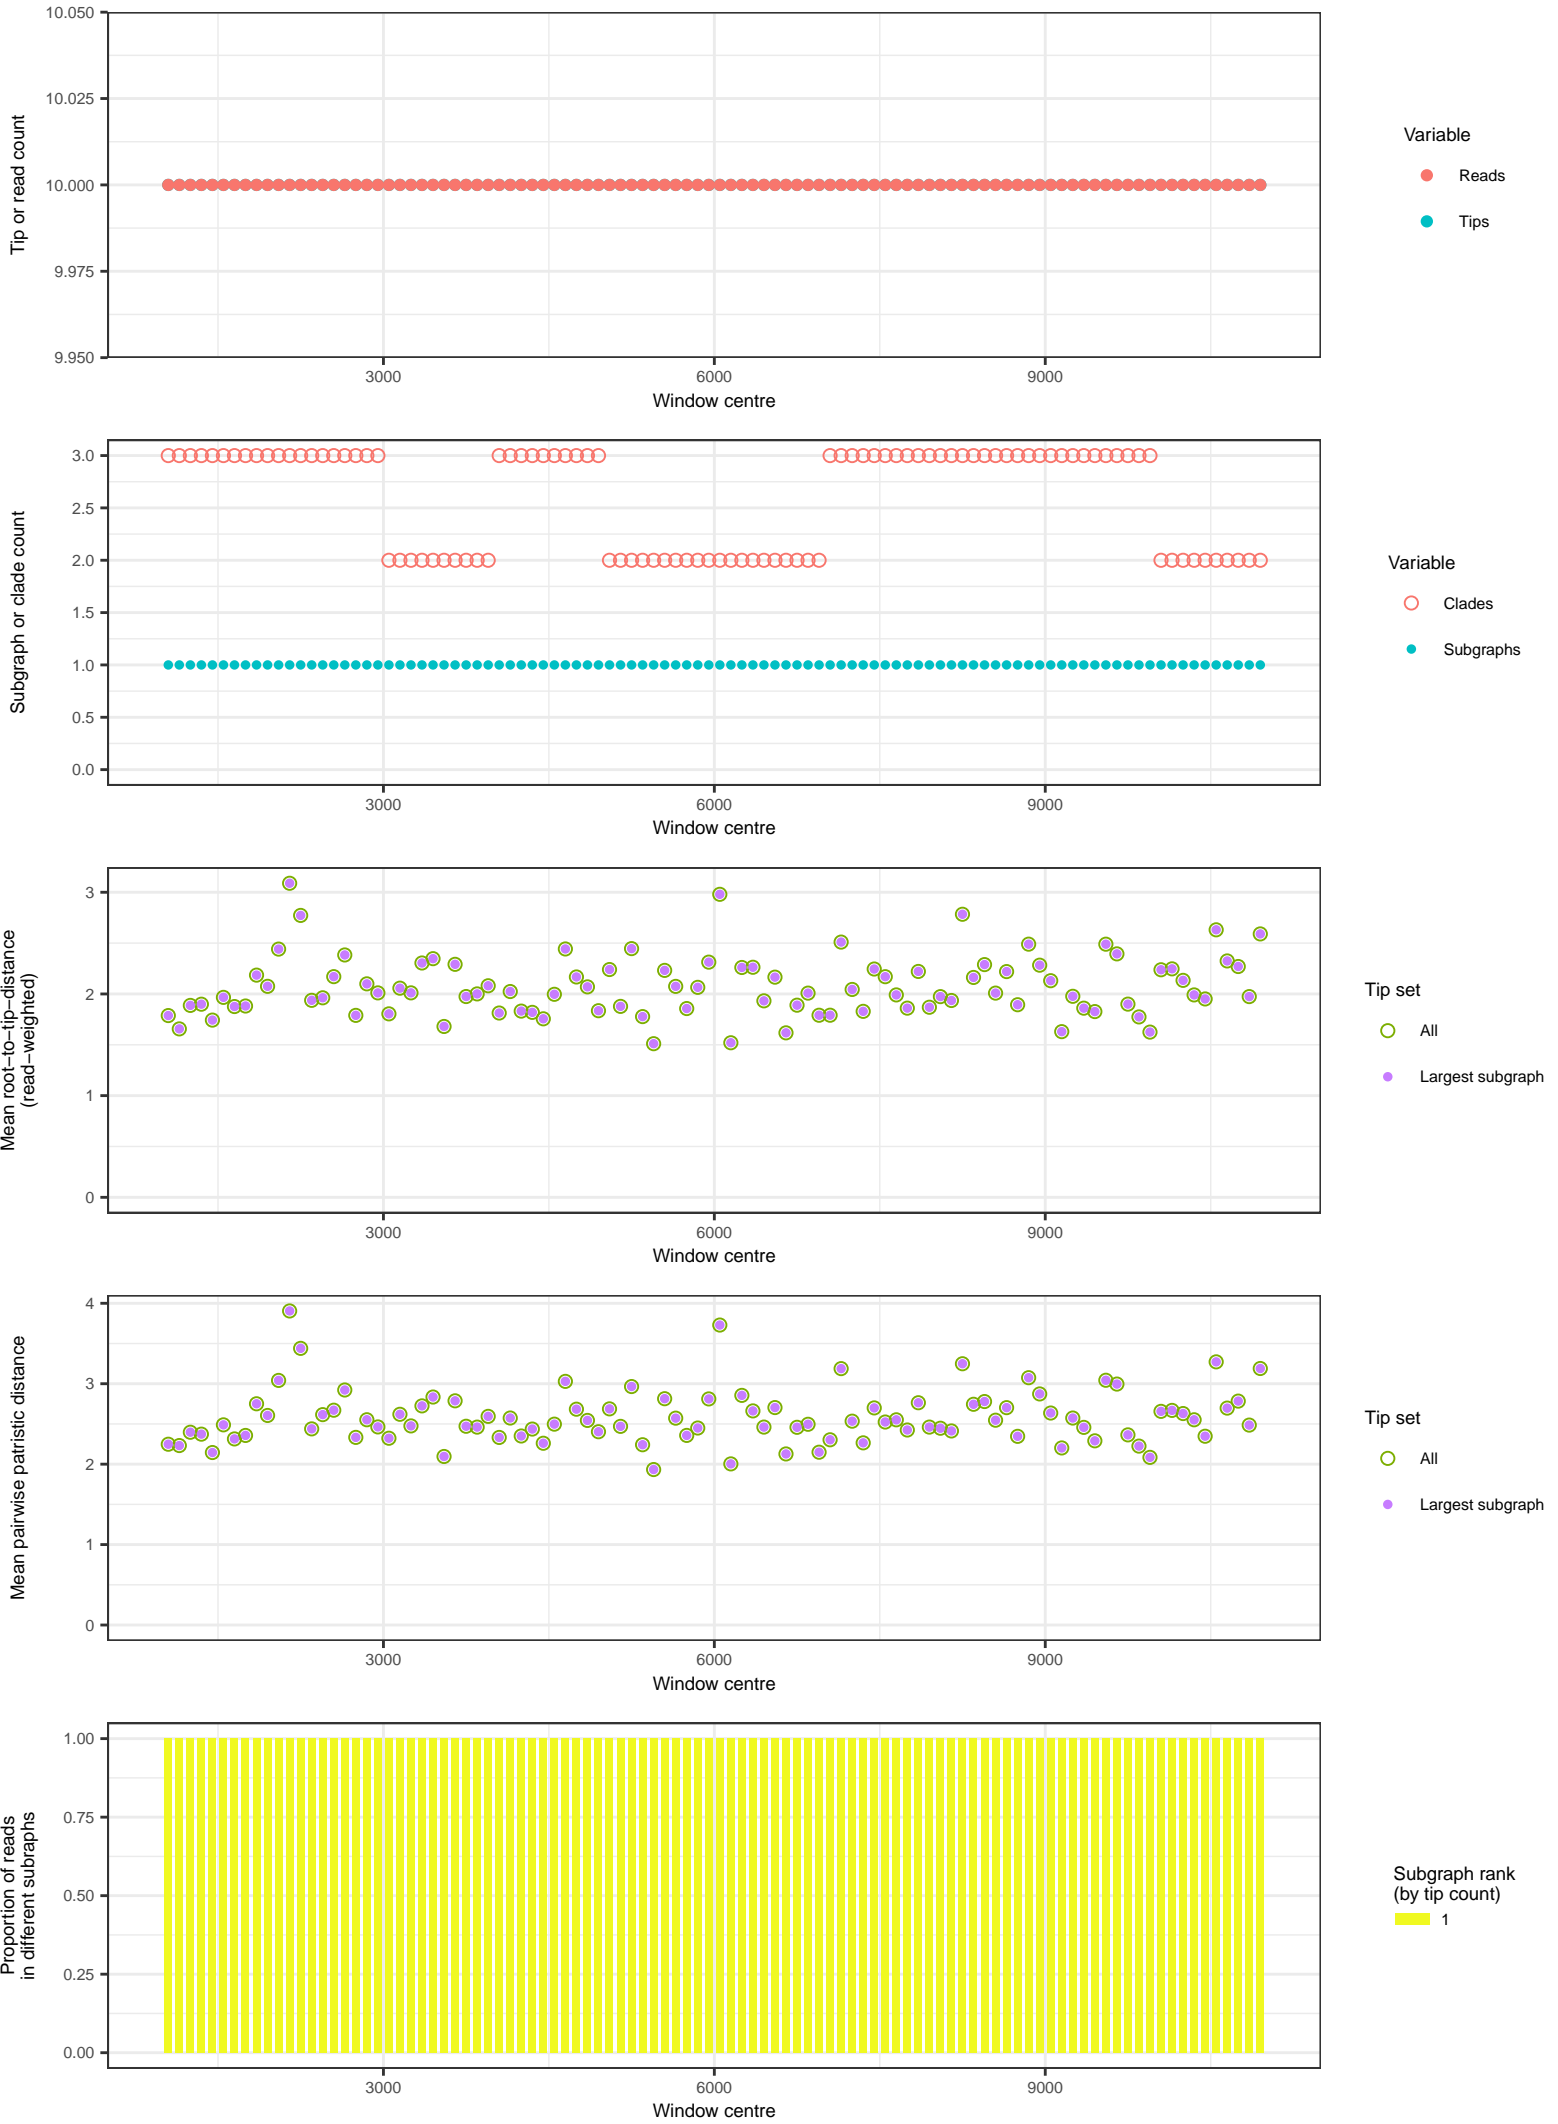 10.050
10.025
10.000
9.975
9.950
Tip or read count
3000
6000
9000
Window centre
Variable
Reads
Tips
3.0
2.5
2.0
1.5
1.0
0.5
0.0
Subgraph or clade count
3000
6000
9000
Window centre
Variable
Clades
Subgraphs
3
2
1
0
Mean root−to−tip−distance
(read−weighted)
3000
6000
9000
Window centre
Tip set
All
Largest subgraph
4
3
2
1
0
Mean pairwise patristic distance
3000
6000
9000
Window centre
Tip set
All
Largest subgraph
1.00
0.75
0.50
0.25
0.00
Proportion of reads
in different subraphs
3000
6000
9000
Window centre
Subgraph rank
(by tip count)
1